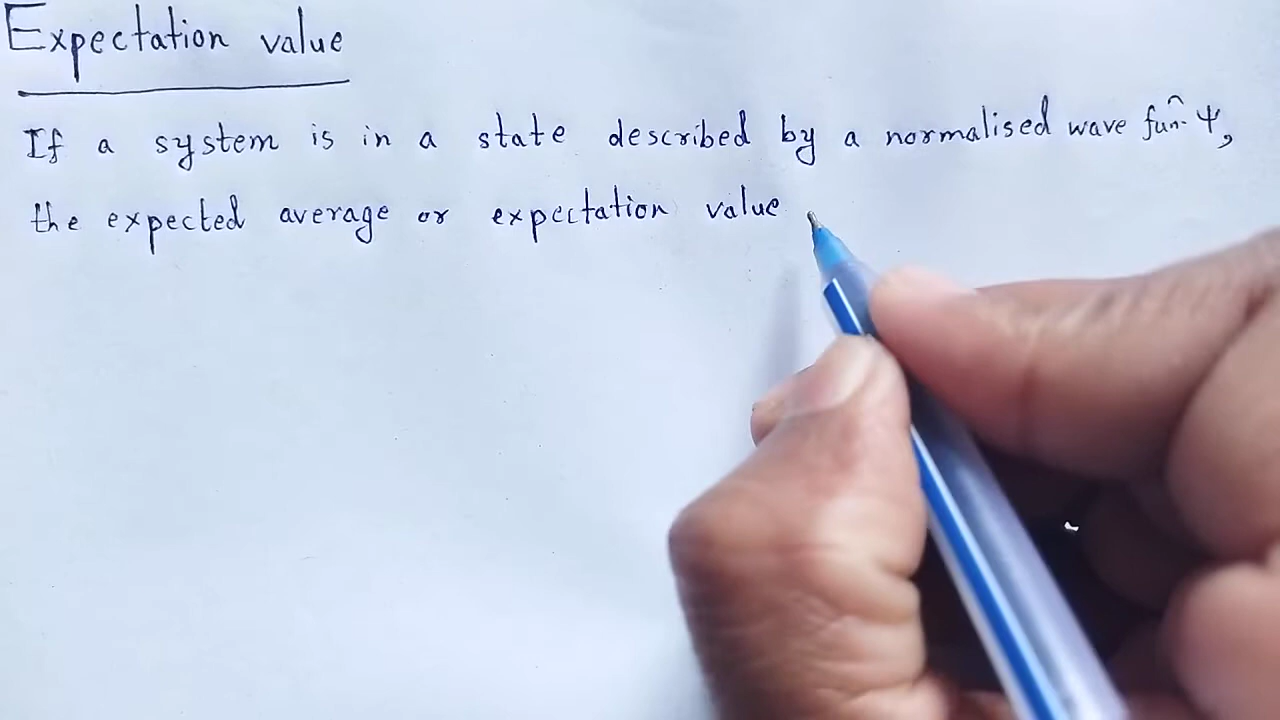 Expectation value
If a system is in a state described by a normalised wave fun^n ψ,
the expected average or expectation value